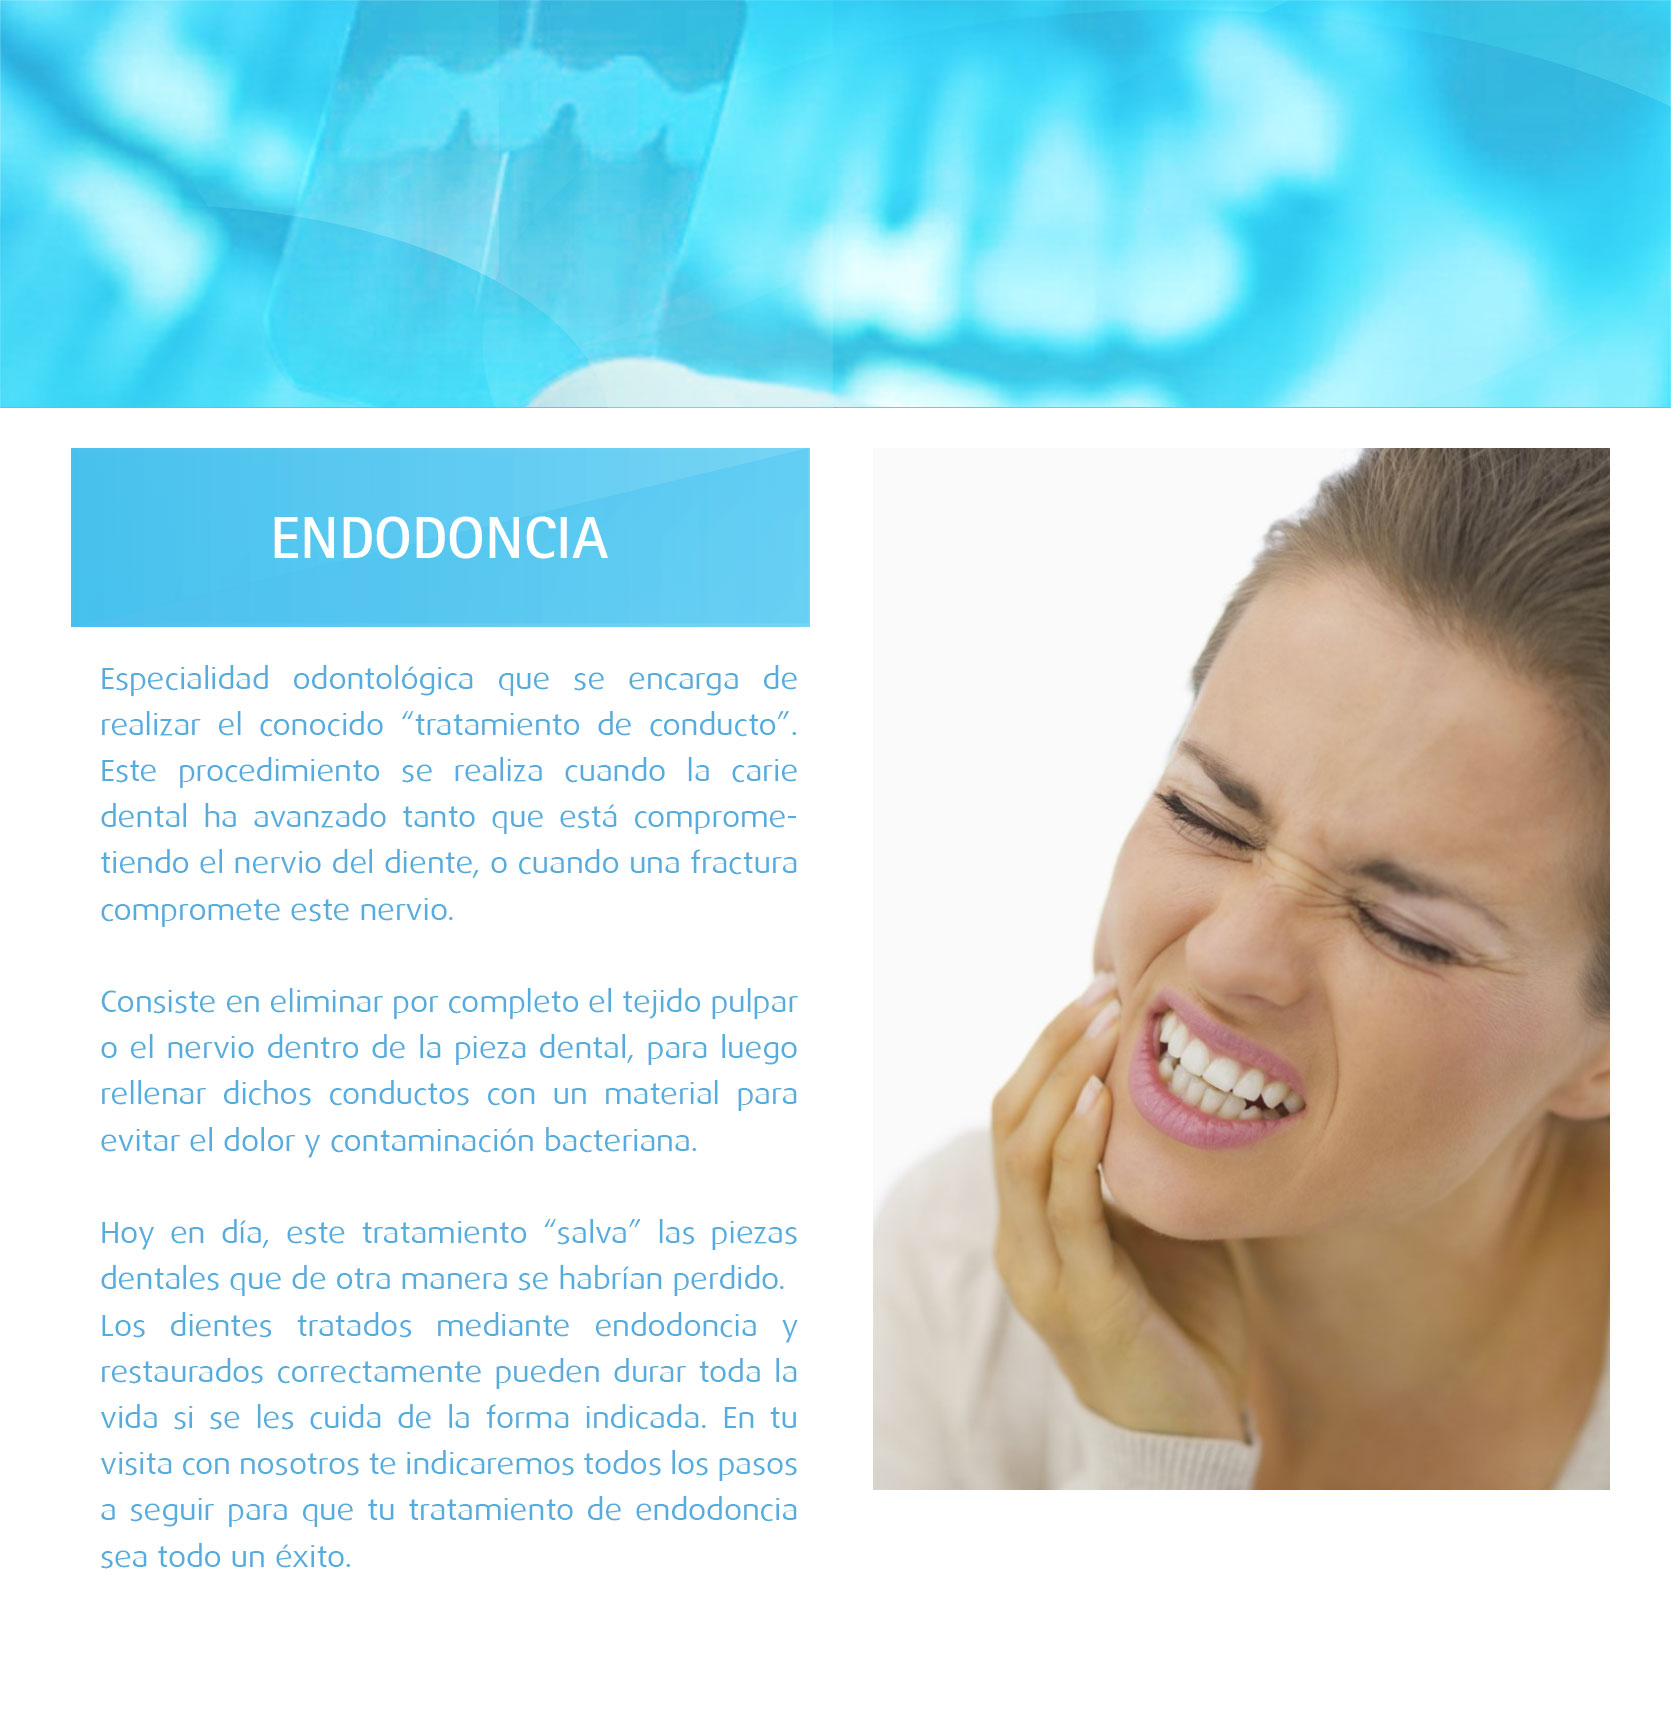 ENDODONCIA
Especialidad odontológica que se encarga de
realizar el conocido “tratamiento de conducto”.
Este procedimiento se realiza cuando la carie
dental ha avanzado tanto que está comprome-
tiendo el nervio del diente, o cuando una fractura
compromete este nervio.
Consiste en eliminar por completo el tejido pulpar
o el nervio dentro de la pieza dental, para luego
rellenar dichos conductos con un material para
evitar el dolor y contaminación bacteriana.
Hoy en día, este tratamiento “salva” las piezas
dentales que de otra manera se habrían perdido.
Los dientes tratados mediante endodoncia y
restaurados correctamente pueden durar toda la
vida si se les cuida de la forma indicada. En tu
visita con nosotros te indicaremos todos los pasos
a seguir para que tu tratamiento de endodoncia
sea todo un éxito.